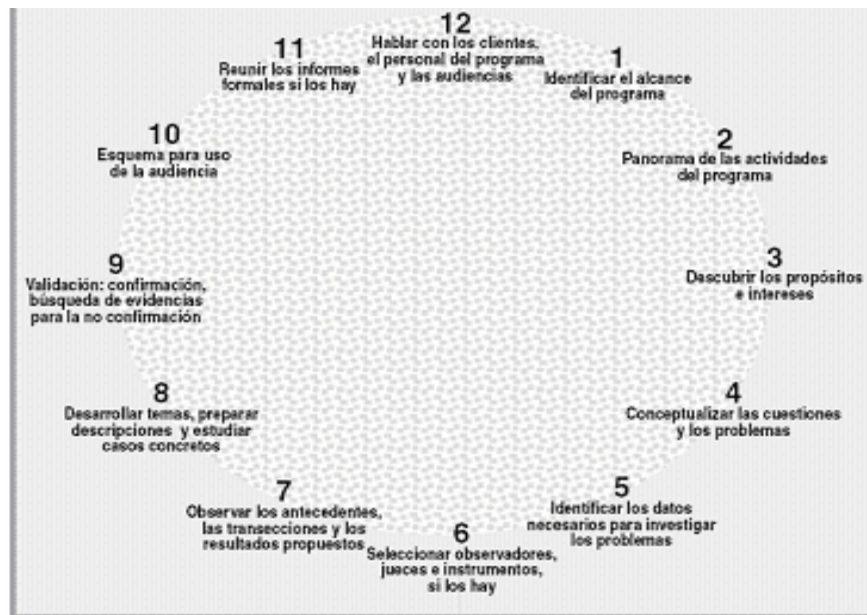 12
Hablar con los clientes,
el personal del programa
y las audiencias
1
Identificar el alcance
del programa
2
Panorama de las actividades
del programa
3
Descubrir los propósitos
e intereses
4
Conceptualizar las cuestiones
y los problemas
5
Identificar los datos
necesarios para investigar
los problemas
6
Seleccionar observadores,
jueces e instrumentos,
si los hay
7
Observar los antecedentes,
las transecciones y los
resultados propuestos
8
Desarrollar temas, preparar
descripciones y estudiar
casos concretos
9
Validación: confirmación,
búsqueda de evidencias
para la no confirmación
10
Esquema para uso
de la audiencia
11
Reunir los informes
formales si los hay